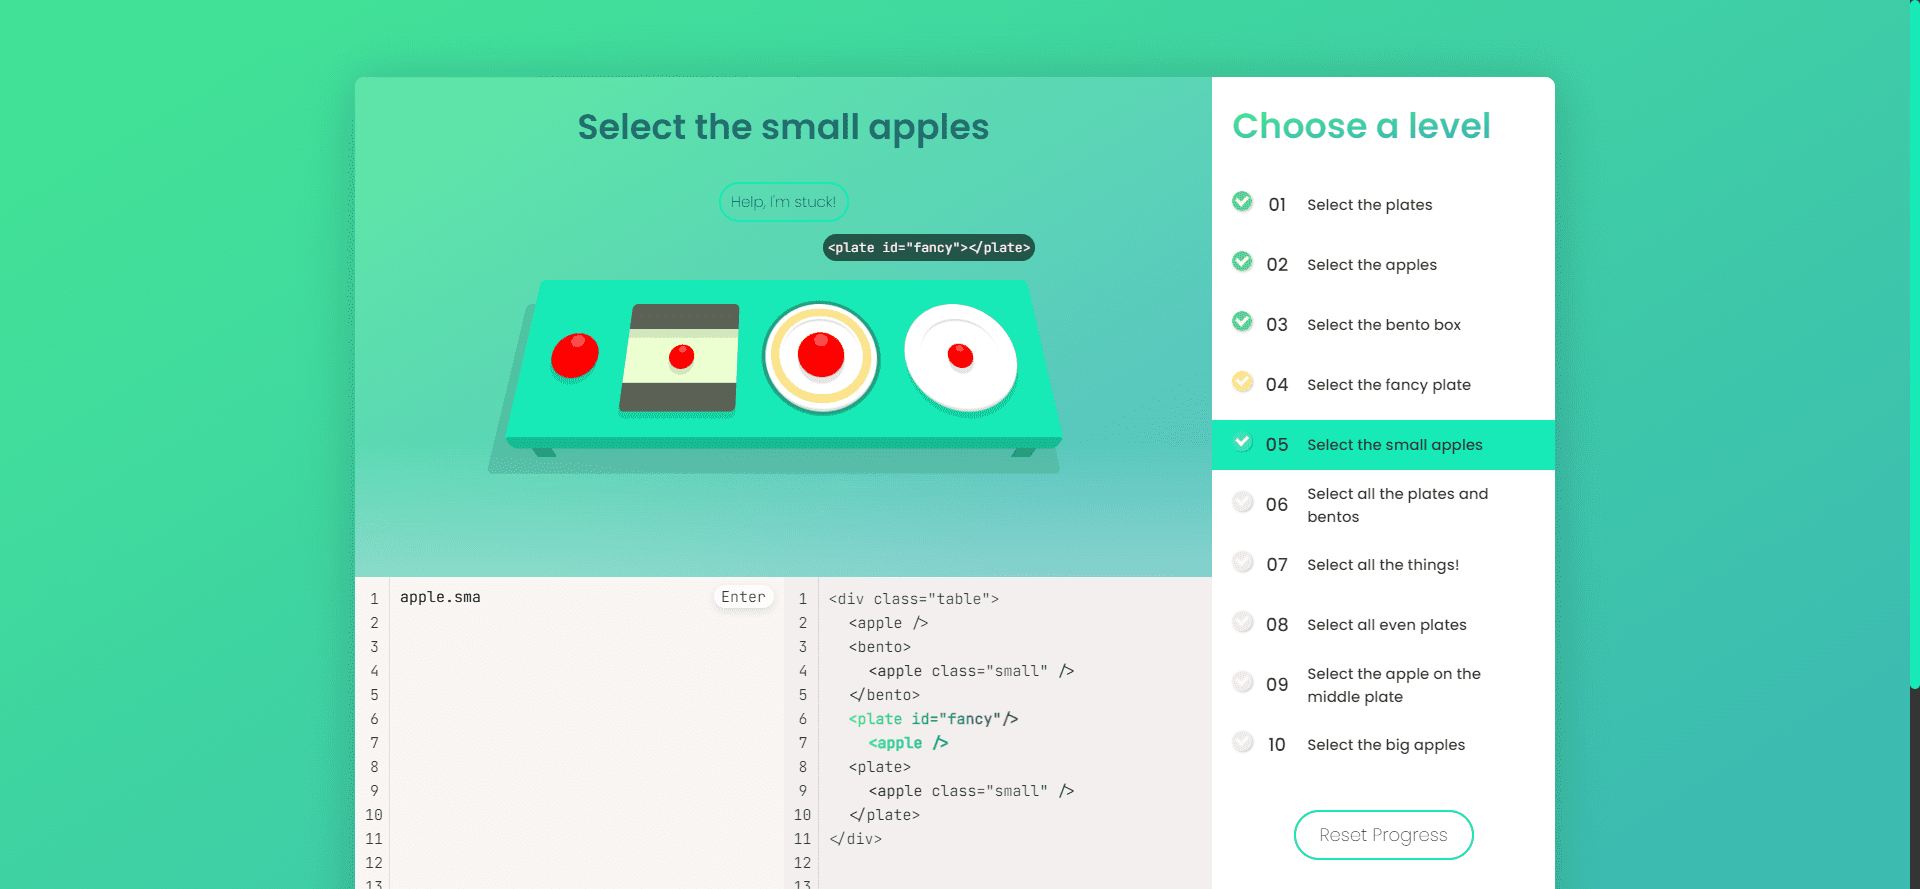 Select the small apples
Help, I'm stuck!
<plate id="fancy"></plate>
1
2
3
4
5
6
7
8
9
10
11
12
13
apple.sma
Enter
1 <div class="table">
2 <apple />
3 <bento>
4 <apple class="small" />
5 </bento>
6 <plate id="fancy"/>
7 <apple />
8 <plate>
9 <apple class="small" />
10 </plate>
11 </div>
12
13
Choose a level
01 Select the plates
02 Select the apples
03 Select the bento box
04 Select the fancy plate
05 Select the small apples
06 Select all the plates and
bentos
07 Select all the things!
08 Select all even plates
09 Select the apple on the
middle plate
10 Select the big apples
Reset Progress